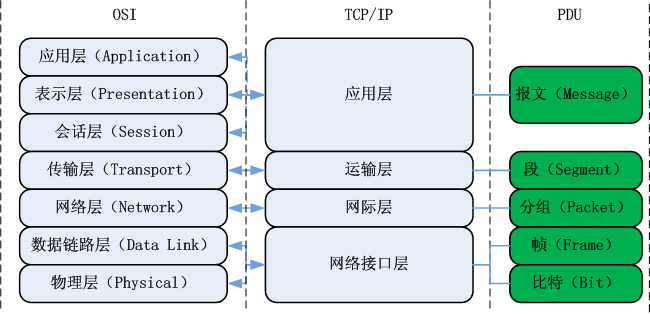 OSI
TCP/IP
PDU
应用层（Application）
表示层（Presentation）
会话层（Session）
传输层（Transport）
网络层（Network）
数据链路层（Data Link）
物理层（Physical）
应用层
运输层
网际层
网络接口层
报文（Message）
段（Segment）
分组（Packet）
帧（Frame）
比特（Bit）